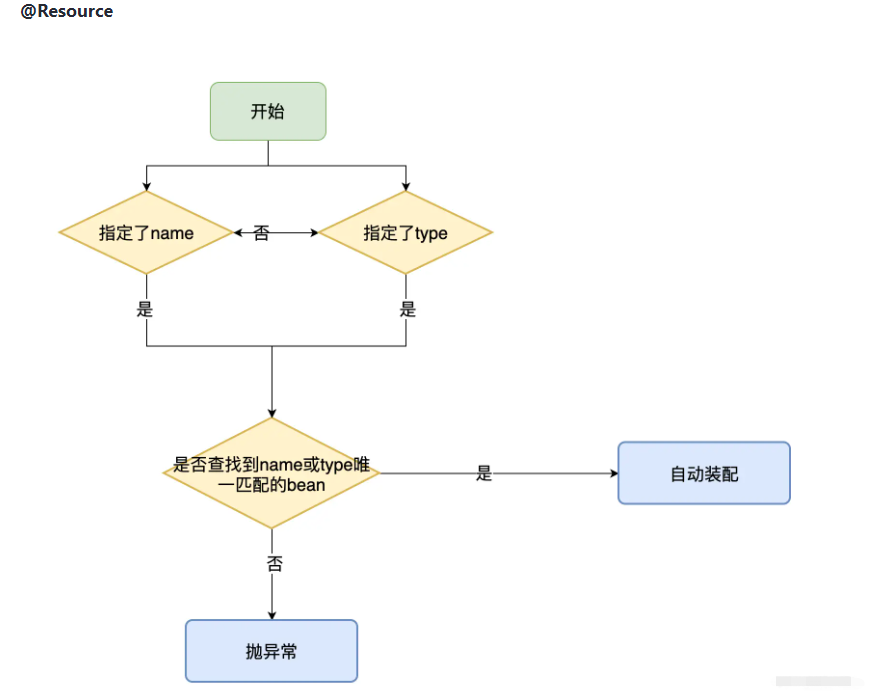 @Resource
开始
指定了name
否
指定了type
是
是
是否查找到name或type唯
一匹配的bean
是
自动装配
否
抛异常